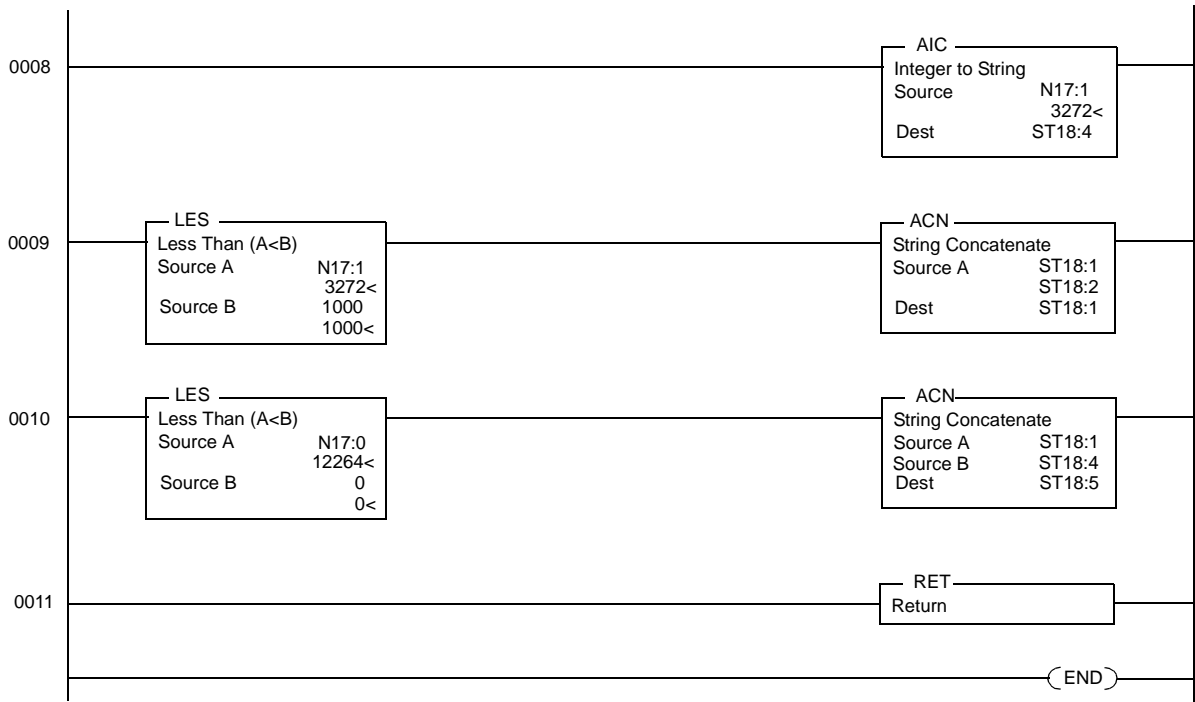 0008
AIC
Integer to String
Source N17:1
3272<
Dest ST18:4
0009
LES
Less Than (A<B)
Source A N17:1
3272<
Source B 1000
1000<
ACN
String Concatenate
Source A ST18:1
ST18:2
Dest ST18:1
0010
LES
Less Than (A<B)
Source A N17:0
12264<
Source B 0
0<
ACN
String Concatenate
Source A ST18:1
Source B ST18:4
Dest ST18:5
0011
RET
Return
END